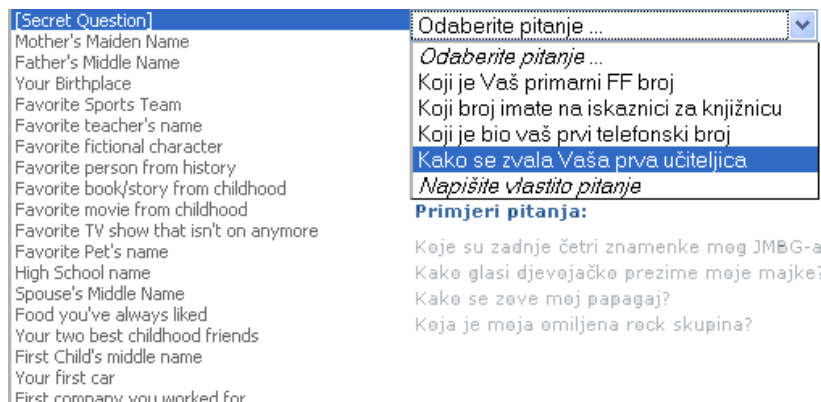 [Secret Question]
Mother's Maiden Name
Father's Middle Name
Your Birthplace
Favorite Sports Team
Favorite teacher's name
Favorite fictional character
Favorite person from history
Favorite book/story from childhood
Favorite movie from childhood
Favorite TV show that isn't on anymore
Favorite Pet's name
High School name
Spouse's Middle Name
Food you've always liked
Your two best childhood friends
First Child's middle name
Your first car
First company you worked for
Odaberite pitanje ...
Odaberite pitanje ...
Koji je Vaš primarni FF broj
Koji broj imate na iskaznici za knjižnicu
Koji je bio vaš prvi telefonski broj
Kako se zvala Vaša prva učiteljica
Napišite vlastito pitanje
Primjeri pitanja:
Koje su zadnje četri znamenke mog JMBG-a
Kako glasi djevojačko prezime moje majke?
Kako se zove moj papagaj?
Koja je moja omiljena rock skupina?